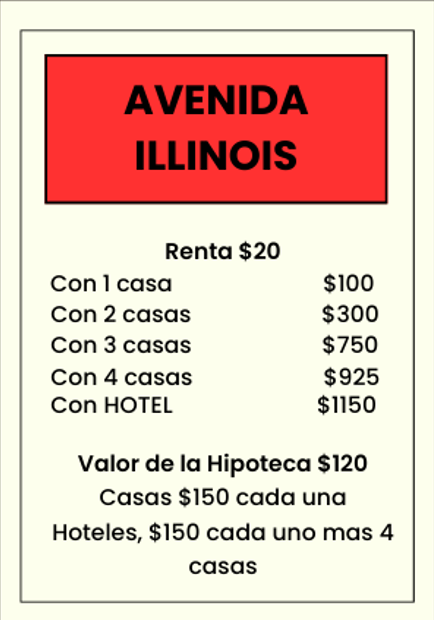 AVENIDA
ILLINOIS
Renta $20
Con 1 casa $100
Con 2 casas $300
Con 3 casas $750
Con 4 casas $925
Con HOTEL $1150
Valor de la Hipoteca $120
Casas $150 cada una
Hoteles, $150 cada uno mas 4
casas